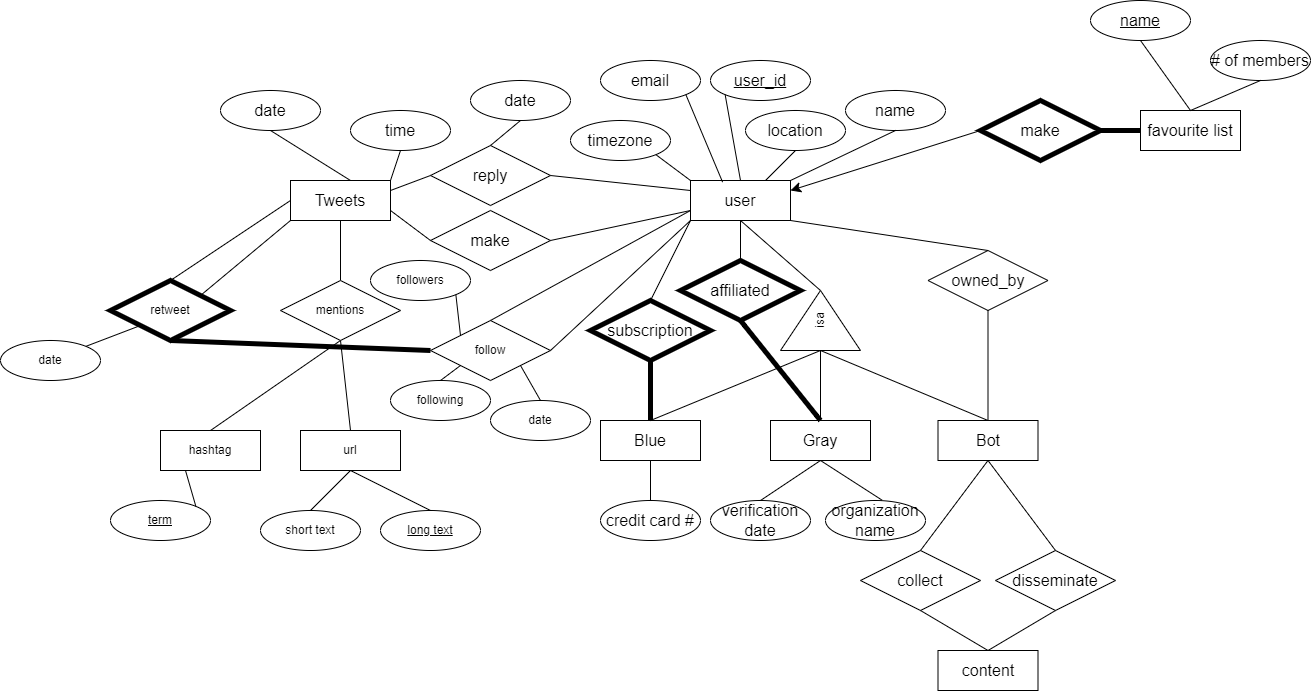 name
# of members
email
user_id
date
date
name
time
location
make
favourite list
timezone
reply
Tweets
user
make
followers
affiliated
owned_by
retweet
mentions
isa
subscription
follow
date
following
date
hashtag
url
Blue
Gray
Bot
term
short text
long text
credit card #
verification
date
organization
name
collect
disseminate
content